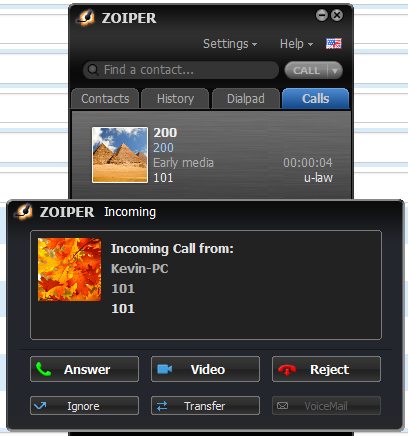 ZOIPER
Settings Help
Find a contact... CALL
Contacts History Dialpad Calls
200
200
Early media 00:00:04
101 u-law
ZOIPER Incoming
Incoming Call from:
Kevin-PC
101
101
Answer Video Reject
Ignore Transfer VoiceMail